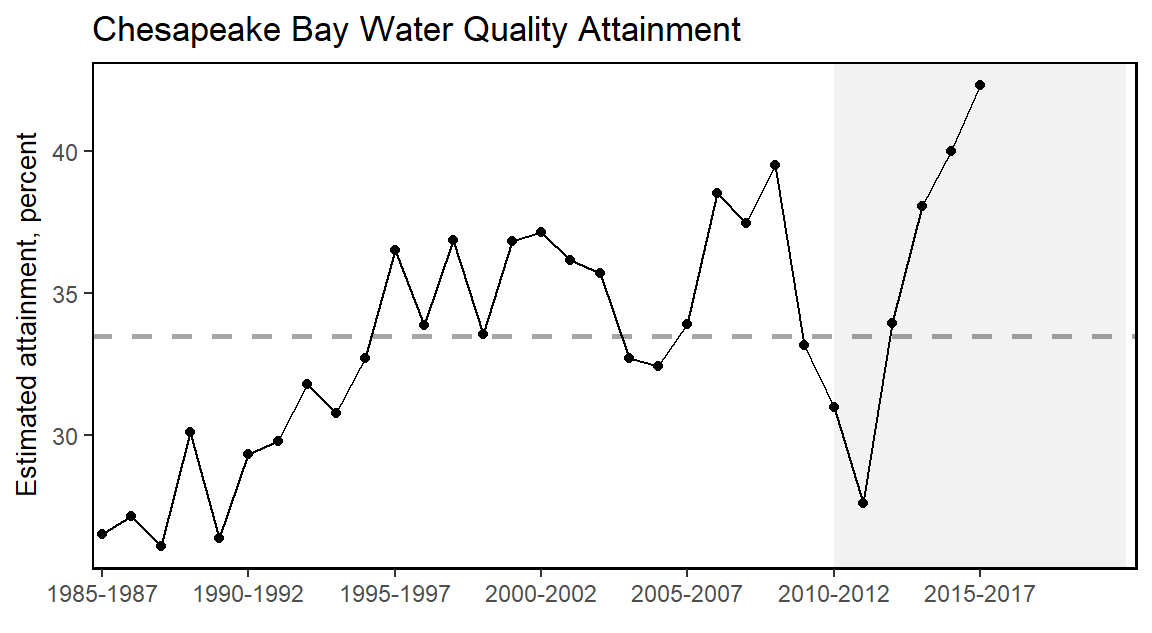 Chesapeake Bay Water Quality Attainment
Estimated attainment, percent
40
35
30
1985-1987 1990-1992 1995-1997 2000-2002 2005-2007 2010-2012 2015-2017